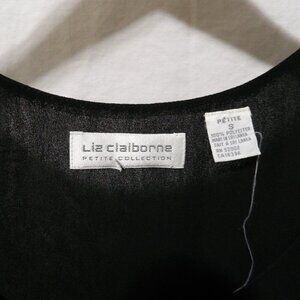 Liz claiborne
PETITE COLLECTION
PETITE
100% POLYESTER
MADE IN SRI LANKA
FAIT A SRI LANKA